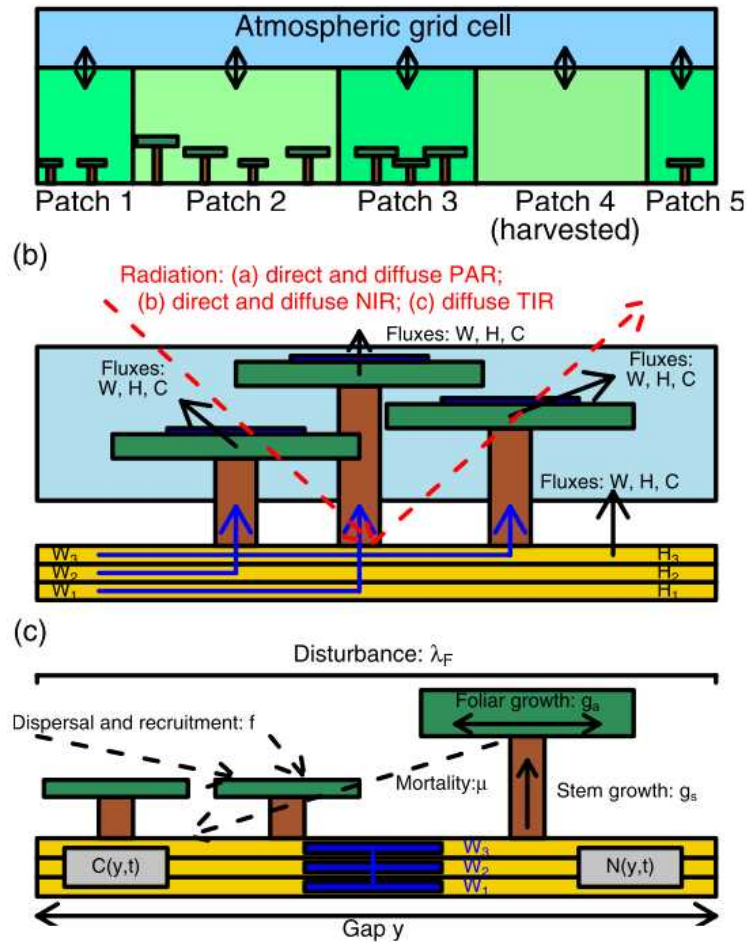 Atmospheric grid cell
Patch 1 Patch 2 Patch 3 Patch 4 Patch 5
(harvested)
(b)
Radiation: (a) direct and diffuse PAR;
(b) direct and diffuse NIR; (c) diffuse TIR
Fluxes: W, H, C
Fluxes:
W, H, C
Fluxes:
W, H, C
Fluxes: W, H, C
W₃ H₃
W₂ H₂
W₁ H₁
(c)
Disturbance: λ_F
Foliar growth: gₐ
Dispersal and recruitment: f
Mortality:μ
Stem growth: gₛ
W₃
C(y,t) W₂ N(y,t)
W₁
Gap y